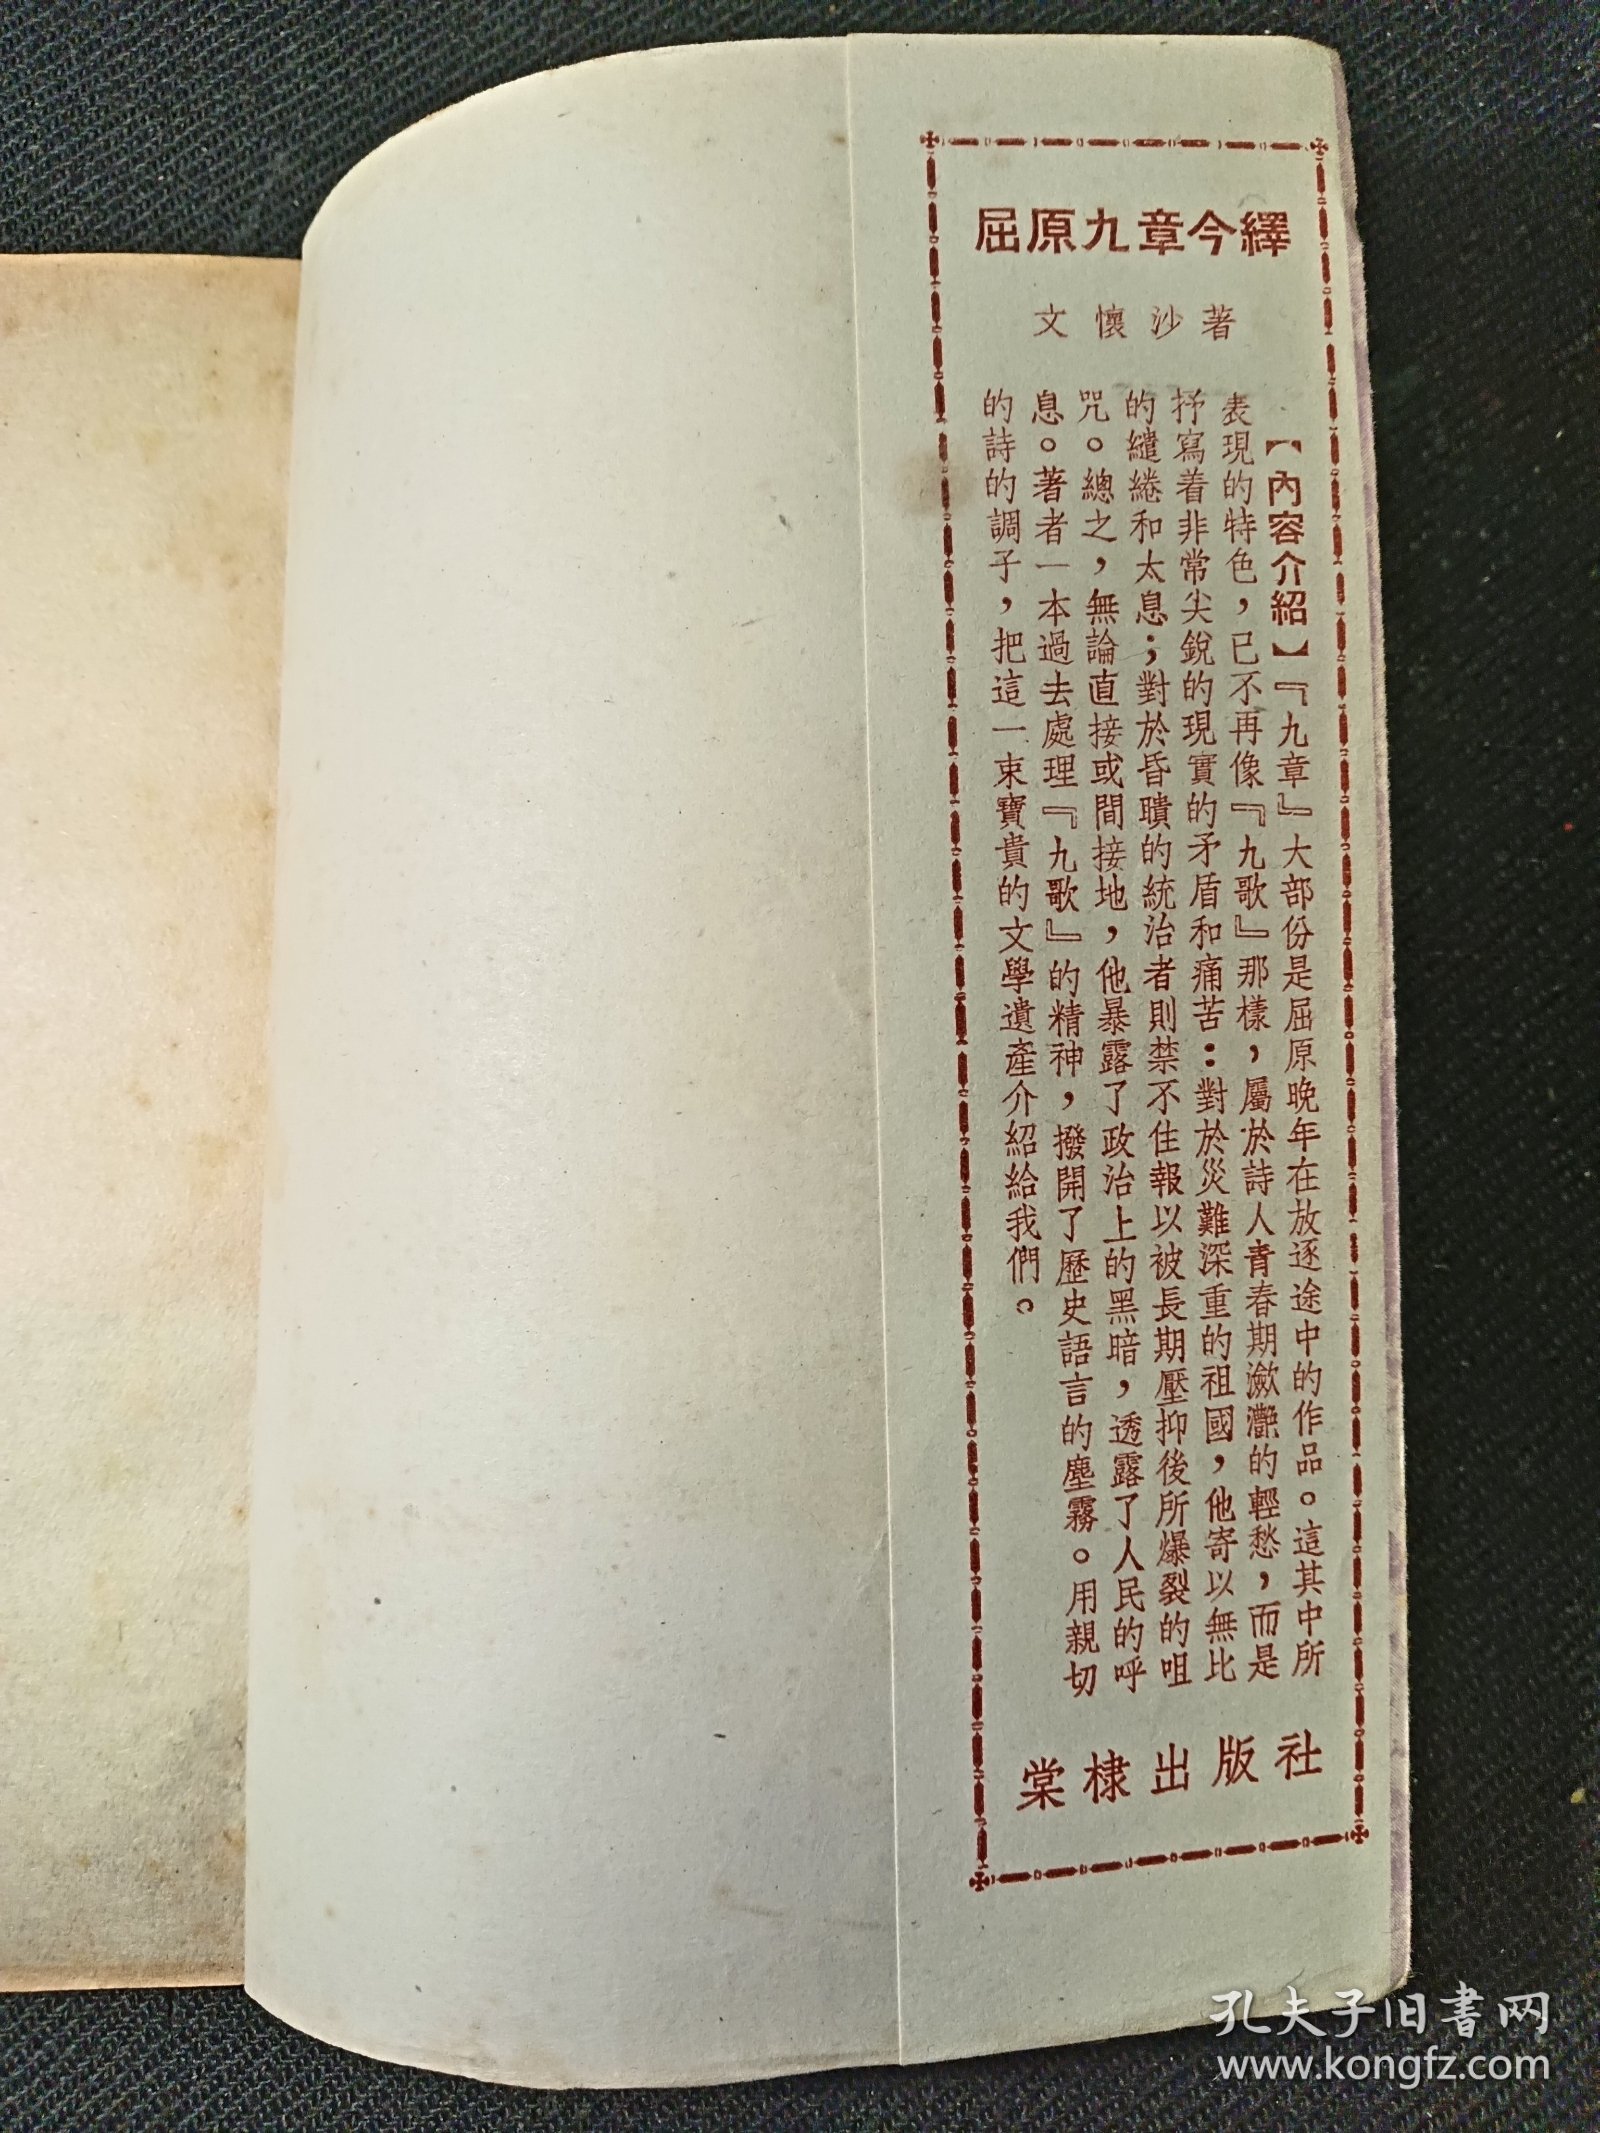 屈原九章今繹
文懷沙著
【內容介紹】『九章』大部份是屈原晚年在放逐途中的作品。這其中所
表現的特色，已不再像『九歌』那樣，屬於詩人青春期瀲灩的輕愁，而是
抒寫着非常尖銳的現實的矛盾和痛苦：對於災難深重的祖國，他寄以無比
的繾綣和太息；對於昏瞶的統治者則禁不住報以被長期壓抑後所爆裂的咀
咒。總之，無論直接或間接地，他暴露了政治上的黑暗，透露了人民的呼
息。著者一本過去處理『九歌』的精神，撥開了歷史語言的塵霧。用親切
的詩的調子，把這一束寶貴的文學遺產介紹給我們。
棠棣出版社
孔夫子旧書网
www.kongfz.com